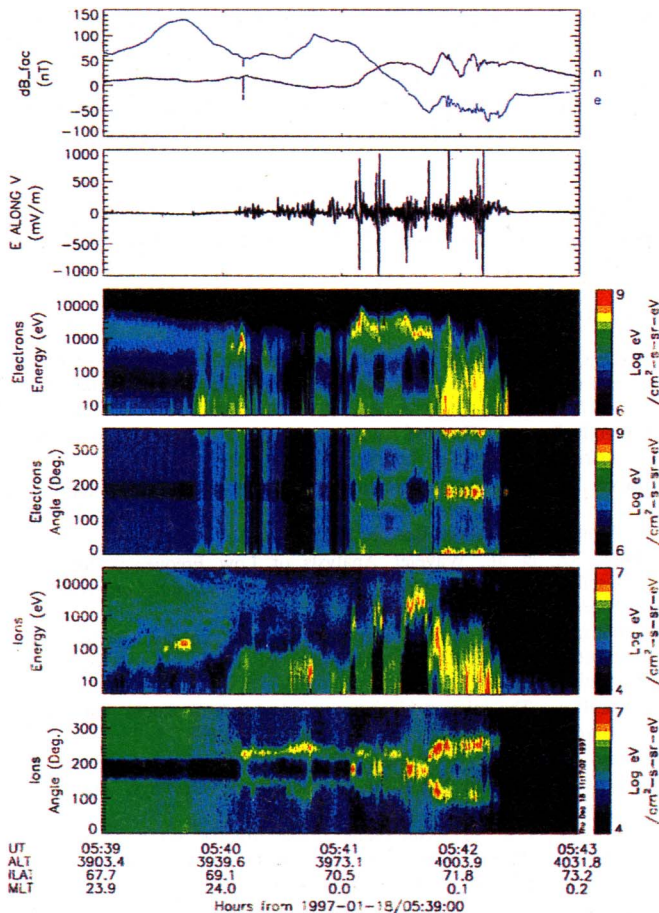 150
100
50
0
-50
-100
dB_fac
(nT)
n
e
1000
500
0
-500
-1000
E ALONG V
(mV/m)
10000
1000
100
10
Electrons
Energy (eV)
9
6
Log eV
/cm²-s-sr-eV
300
200
100
0
Electrons
Angle (Deg.)
9
6
Log eV
/cm²-s-sr-eV
10000
1000
100
10
Ions
Energy (eV)
7
4
Log eV
/cm²-s-sr-eV
300
200
100
0
Ions
Angle (Deg.)
7
4
Log eV
/cm²-s-sr-eV
UT 05:39 05:40 05:41 05:42 05:43
ALT 3903.4 3939.6 3973.1 4003.9 4031.8
ILAT 67.7 69.1 70.5 71.8 73.2
MLT 23.9 24.0 0.0 0.1 0.2
Hours from 1997-01-18/05:39:00